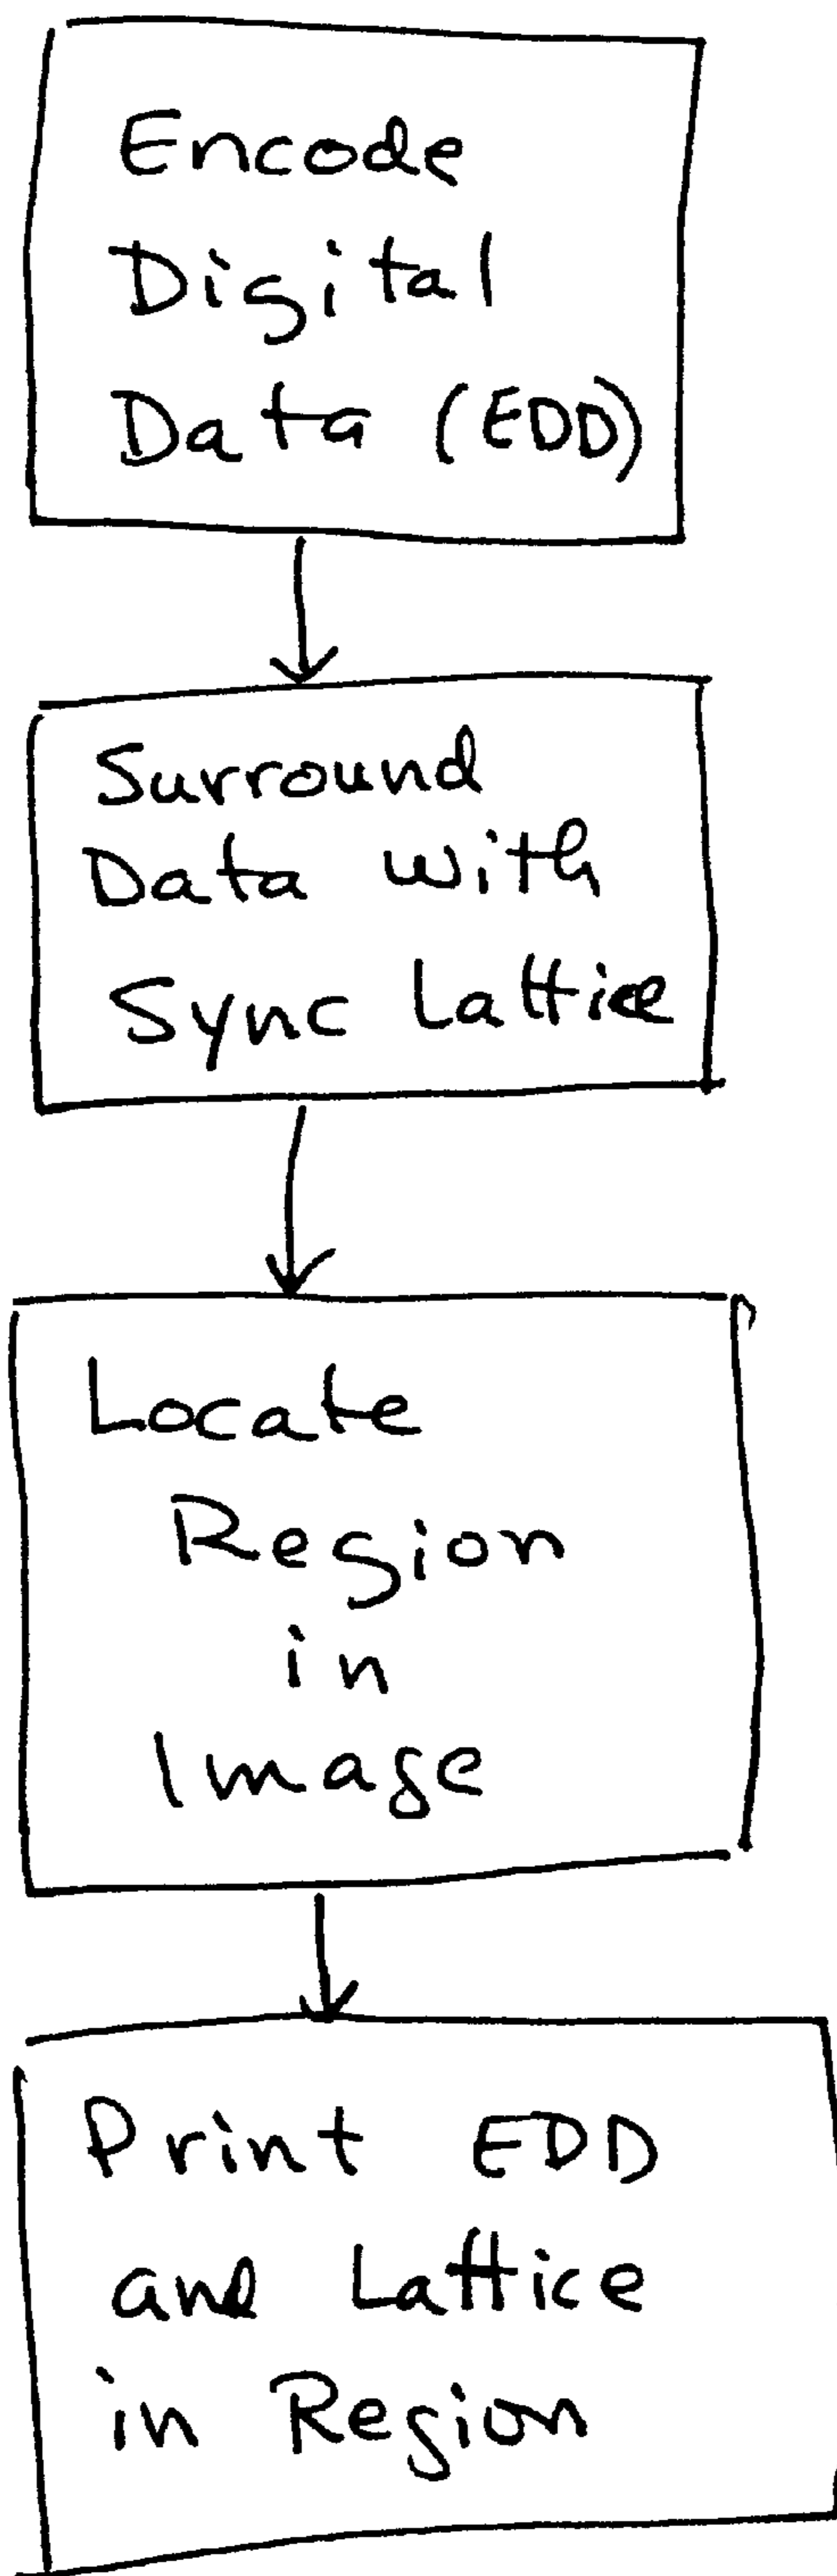 Encode
Digital
Data (EDD)
Surround
Data with
Sync Lattice
Locate
Region
in
Image
Print EDD
and Lattice
in Region